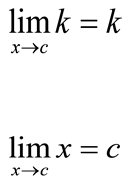 lim k = k
x→c
lim x = c
x→c